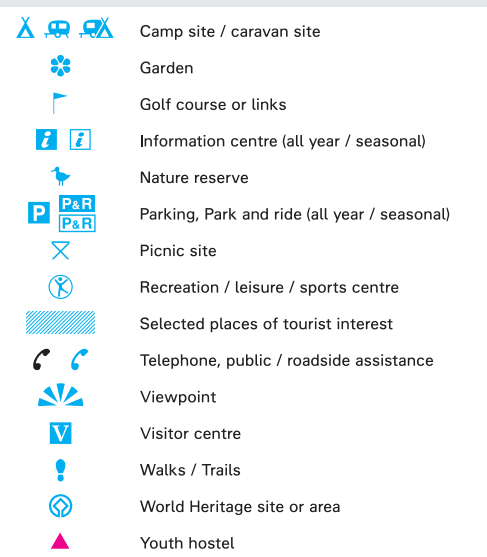 Camp site / caravan site
Garden
Golf course or links
i i Information centre (all year / seasonal)
Nature reserve
P P&R P&R Parking, Park and ride (all year / seasonal)
Picnic site
Recreation / leisure / sports centre
Selected places of tourist interest
Telephone, public / roadside assistance
Viewpoint
V Visitor centre
Walks / Trails
World Heritage site or area
Youth hostel